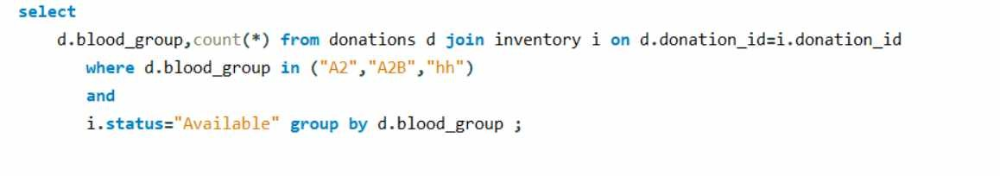 select
d.blood_group,count(*) from donations d join inventory i on d.donation_id=i.donation_id
where d.blood_group in ("A2","A2B","hh")
and
i.status="Available" group by d.blood_group ;